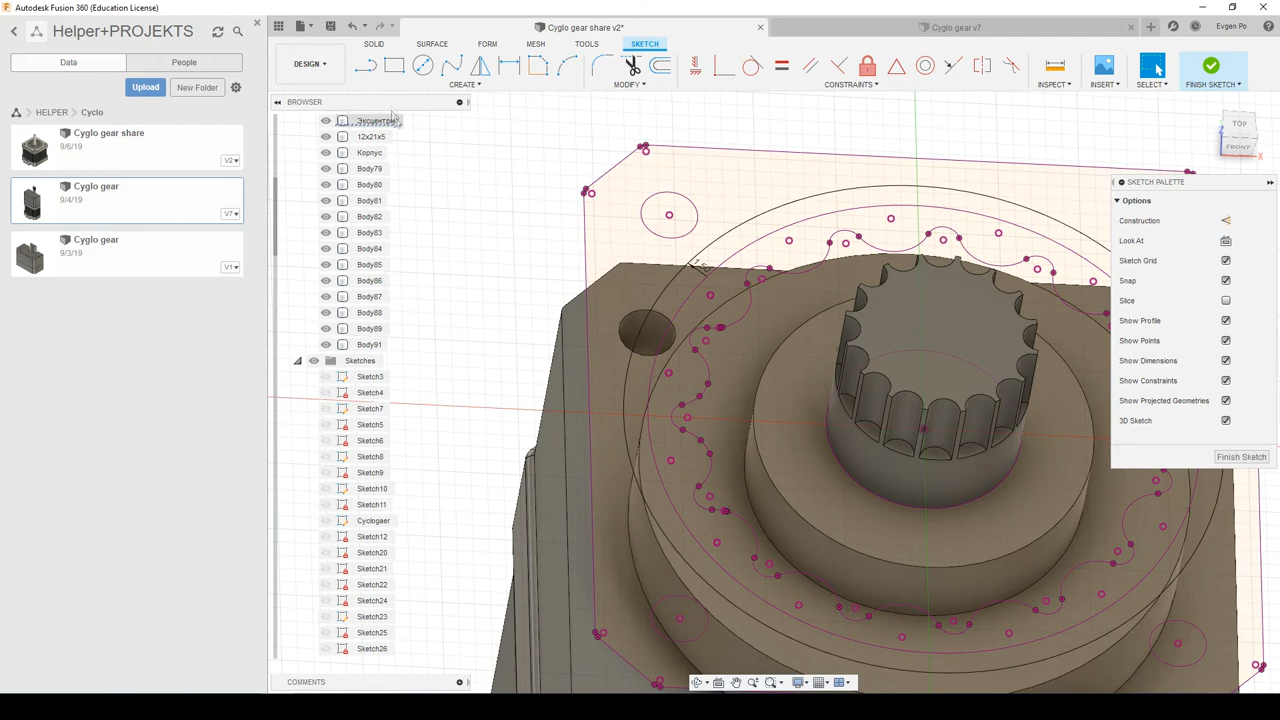 Autodesk Fusion 360 (Education License)
Helper+PROJEKTS
Cyglo gear share v2*
Cyglo gear v7
Evgen Po
Data
People
SOLID
SURFACE
FORM
MESH
TOOLS
SKETCH
Upload
New Folder
DESIGN
CREATE
MODIFY
CONSTRAINTS
INSPECT
INSERT
SELECT
FINISH SKETCH
HELPER
Cyclo
Cyglo gear share
9/6/19
V2
Cyglo gear
9/4/19
V7
Cyglo gear
9/3/19
V1
BROWSER
12x21x5
Корпус
Body79
Body80
Body81
Body82
Body83
Body84
Body85
Body86
Body87
Body88
Body89
Body91
Sketches
Sketch3
Sketch4
Sketch7
Sketch5
Sketch6
Sketch8
Sketch9
Sketch10
Sketch11
Cyclogaer
Sketch12
Sketch20
Sketch21
Sketch22
Sketch24
Sketch23
Sketch25
Sketch26
COMMENTS
TOP
FRONT
Z
X
SKETCH PALETTE
Options
Construction
Look At
Sketch Grid
Snap
Slice
Show Profile
Show Points
Show Dimensions
Show Constraints
Show Projected Geometries
3D Sketch
Finish Sketch